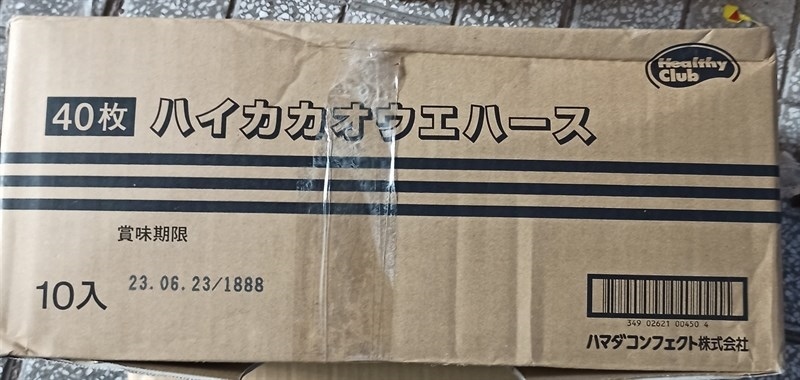 Healthy
Club
40枚 ハイカカオウエハース
賞味期限
10入 23.06.23/1888
349 02621 00450 4
ハマダコンフェクト株式会社